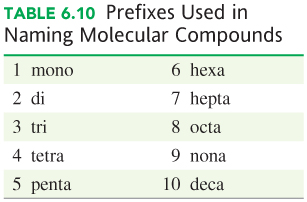 TABLE 6.10 Prefixes Used in
Naming Molecular Compounds
1 mono 6 hexa
2 di 7 hepta
3 tri 8 octa
4 tetra 9 nona
5 penta 10 deca